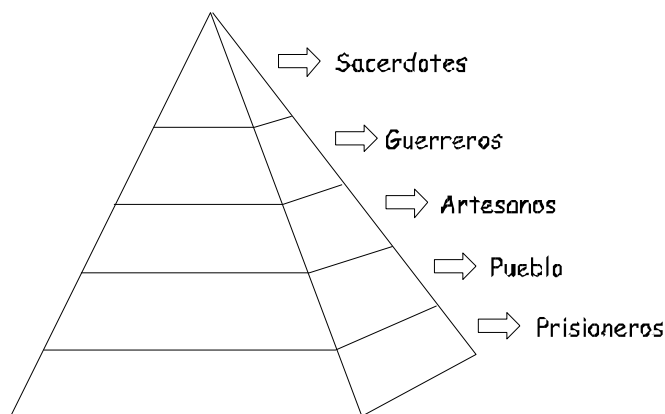 Sacerdotes
Guerreros
Artesanos
Pueblo
Prisioneros